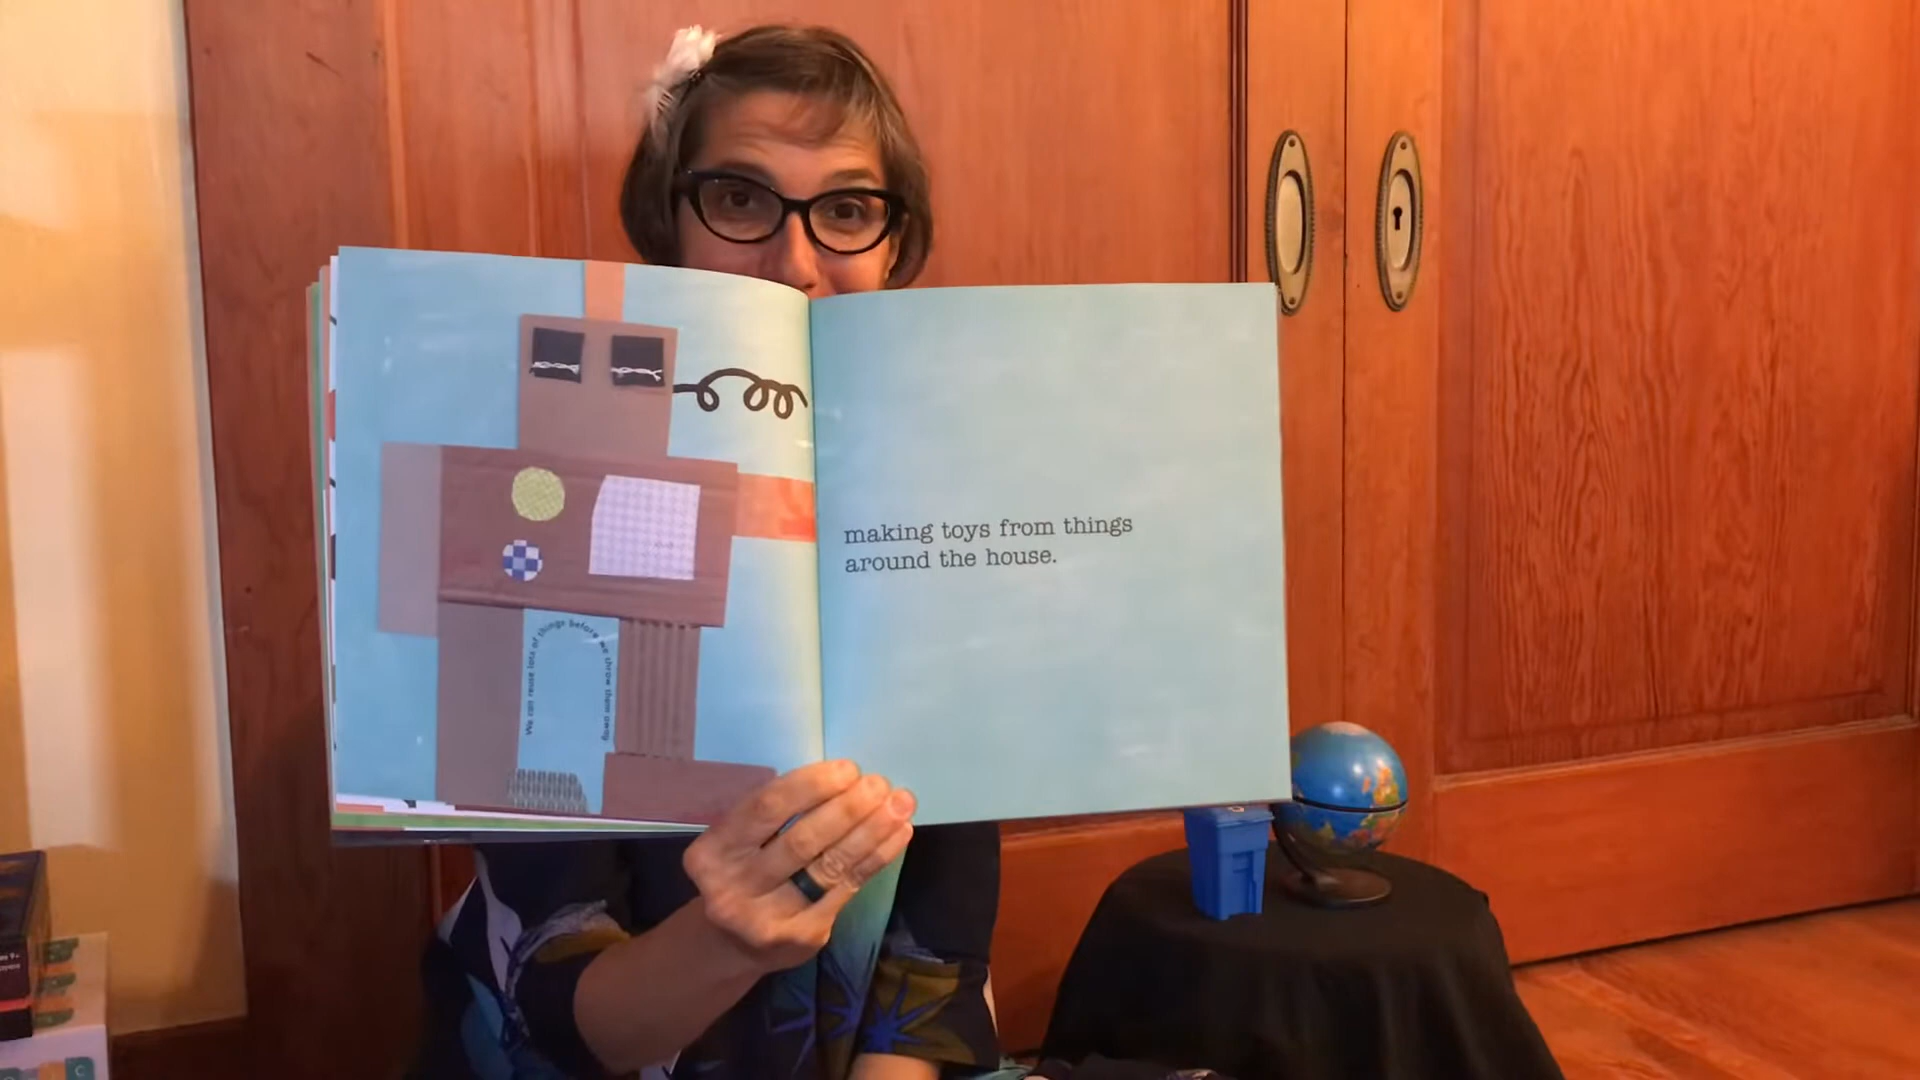 We can reuse lots of things before we throw them away
making toys from things
around the house.